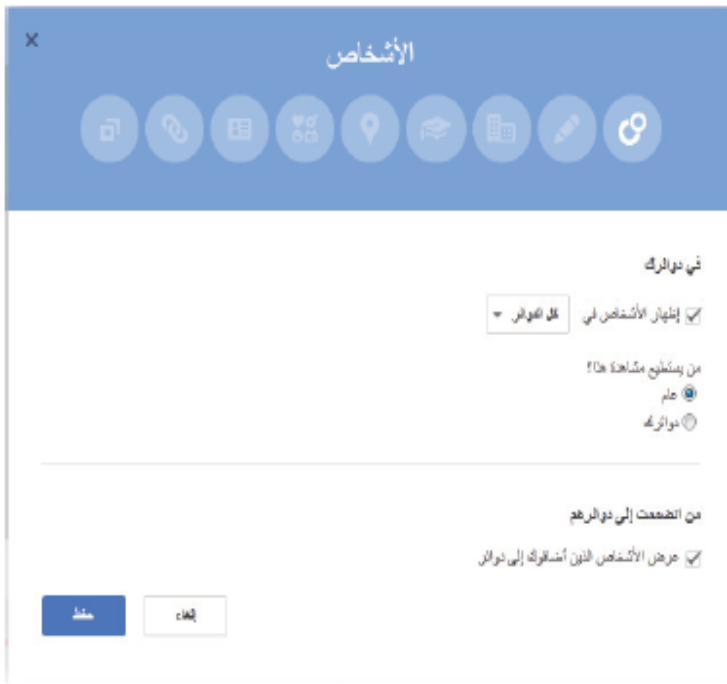 الأشخاص
في دوائرك
إظهار الأشخاص في كل الدوائر
من يستطيع مشاهدة هذا؟
عام
دوائرك
من انضممت إلى دوائرهم
عرض الأشخاص الذين أضافوك إلى دوائر
إلغاء
حفظ